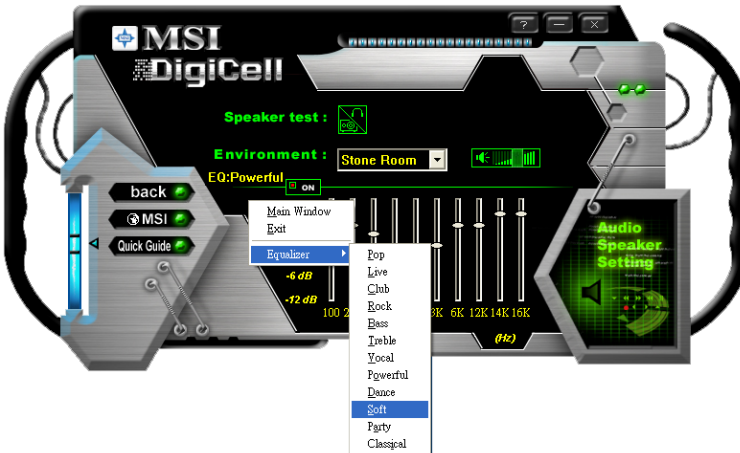 ? – X
MSI
DigiCell
Speaker test :
Environment : Stone Room
EQ:Powerful
ON
back
MSI
Quick Guide
Main Window
Exit
Equalizer
Pop
Live
Club
Rock
Bass
Treble
Vocal
Powerful
Dance
Soft
Party
Classical
-6 dB
-12 dB
100 2 3K 6K 12K 14K 16K
(Hz)
Audio
Speaker
Setting